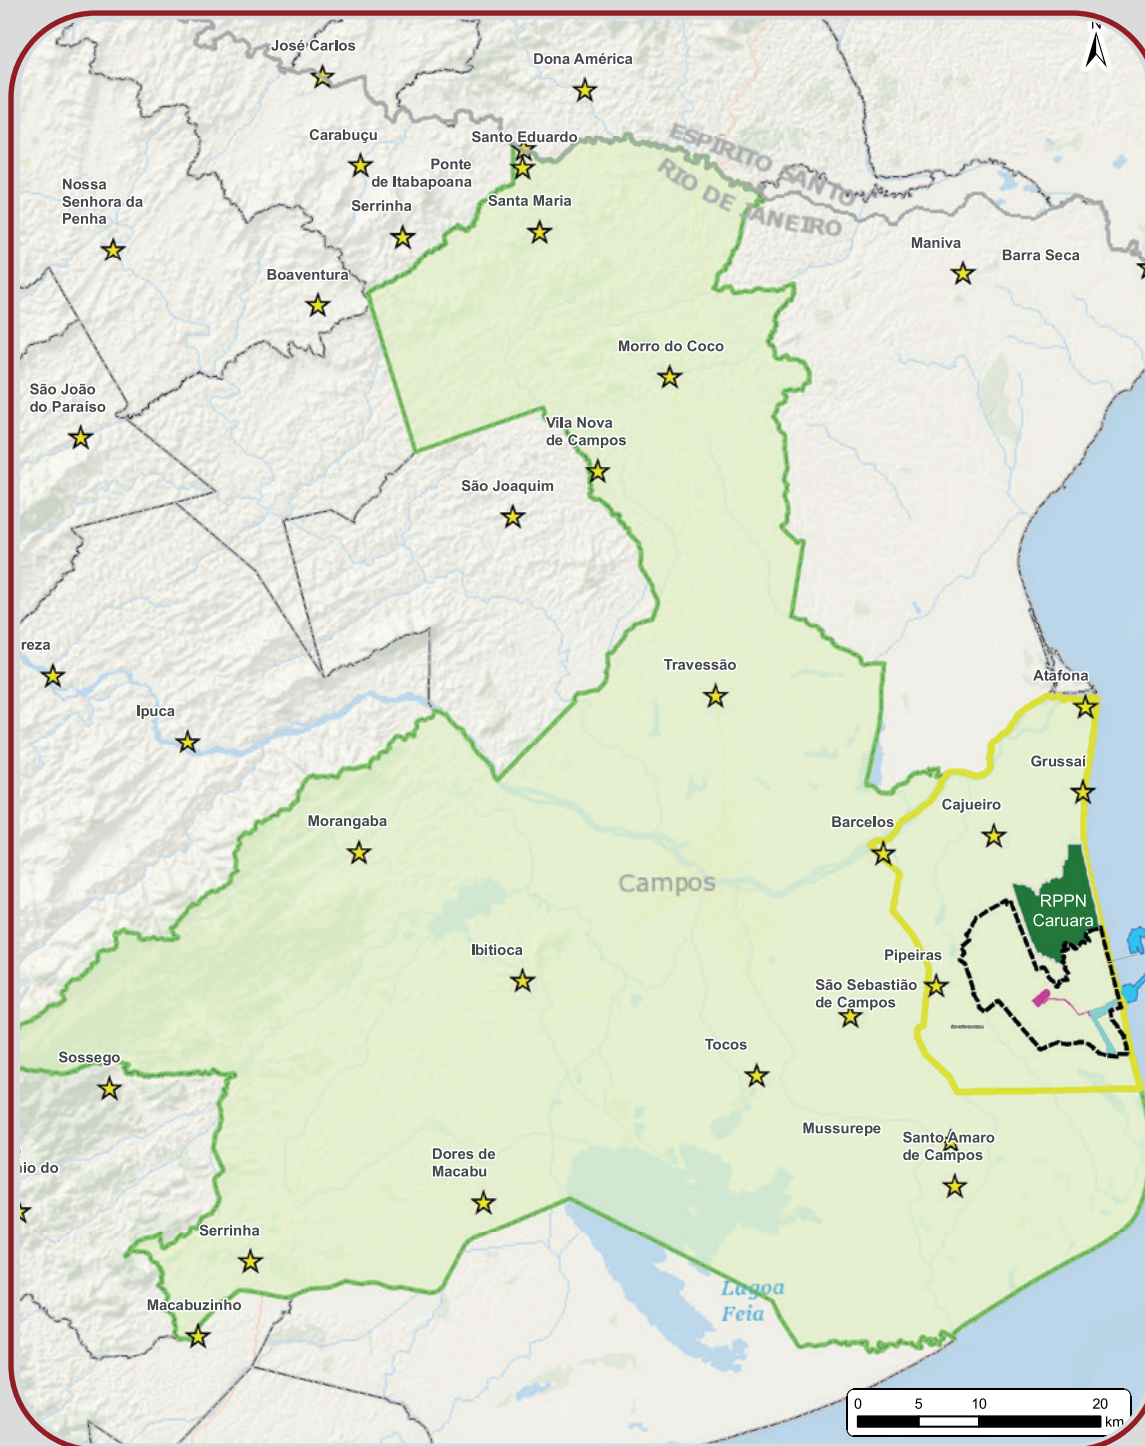 N
José Carlos
Dona América
Carabuçu
Santo Eduardo
ESPÍRITO SANTO
RIO DE JANEIRO
Ponte
de Itabapoana
Nossa
Senhora da
Penha
Serrinha
Santa Maria
Maniva
Barra Seca
Boaventura
Morro do Coco
São João
do Paraíso
Vila Nova
de Campos
São Joaquim
reza
Travessão
Atafona
Ipuca
Grussaí
Morangaba
Barcelos
Cajueiro
Campos
RPPN
Caruara
Ibitioca
Pipeiras
São Sebastião
de Campos
Tocos
Sossego
Mussurepe
Santo Amaro
de Campos
Dores de
Macabu
io do
Serrinha
Lagoa
Feia
Macabuzinho
0 5 10 20
km